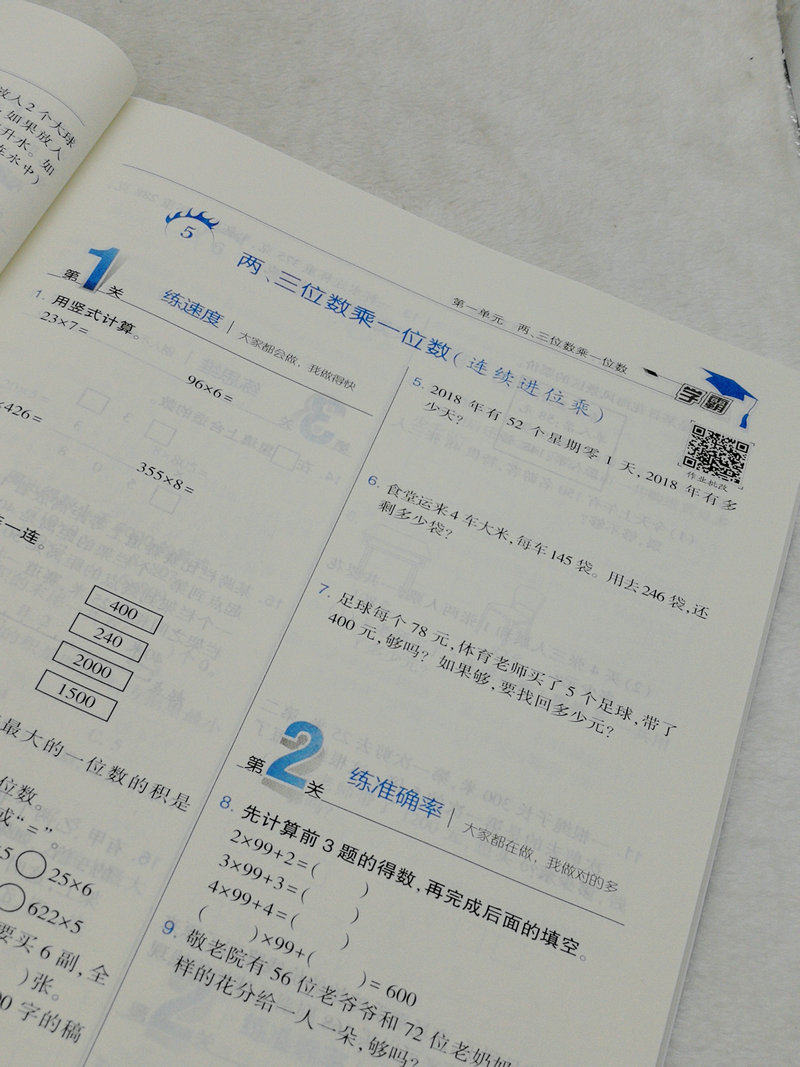 放入2个大球
如果放入
升水。如
在水中)
第一单元 两、三位数乘一位数
学霸
作业批改
5
两、三位数乘一位数(连续进位乘)
第1关 练速度 大家都会做，我做得快
1. 用竖式计算。
23×7=
96×6=
×426=
355×8=
一连。
400
240
2000
1500
最大的一位数的积是
位数。
或“=”。
5○25×6
○622×5
要买6副,全
)张。
00字的稿
5. 2018年有52个星期零1天,2018年有多
少天?
6. 食堂运来4车大米,每车145袋。用去246袋,还
剩多少袋?
7. 足球每个78元,体育老师买了5个足球,带了
400元,够吗?如果够,要找回多少元?
第2关 练准确率 大家都在做，我做对的多
8. 先计算前3题的得数,再完成后面的填空。
2×99+2=( )
3×99+3=( )
4×99+4=( )
( )×99+( )=600
9. 敬老院有56位老爷爷和72位老奶奶
样的花分给一人一朵,够吗?